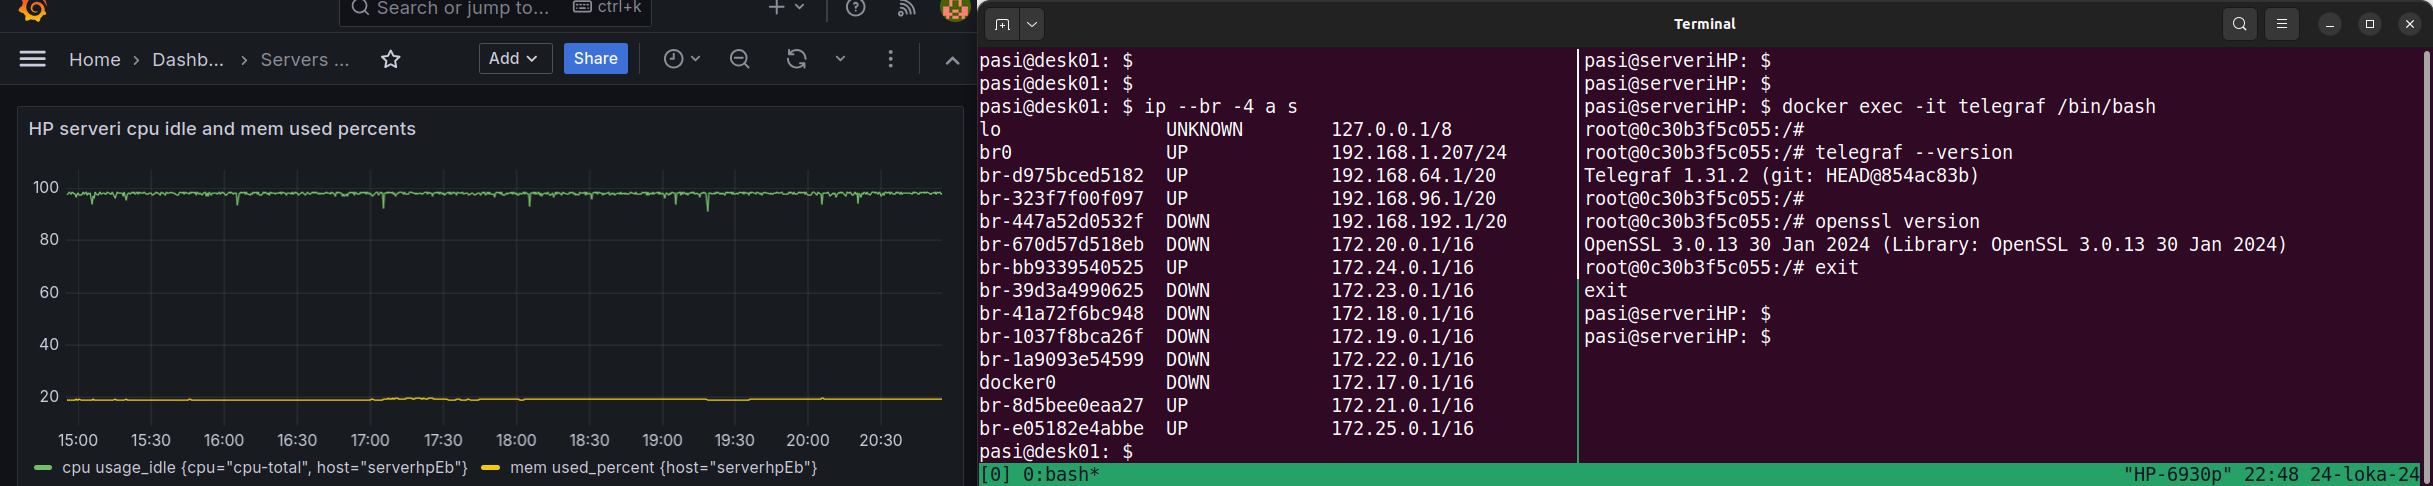 Search or jump to... ctrl+k
Home › Dashb... › Servers ... Add Share
HP serveri cpu idle and mem used percents
100
80
60
40
20
15:00 15:30 16:00 16:30 17:00 17:30 18:00 18:30 19:00 19:30 20:00 20:30
cpu usage_idle {cpu="cpu-total", host="serverhpEb"} mem used_percent {host="serverhpEb"}
Terminal
pasi@desk01: $
pasi@desk01: $
pasi@desk01: $ ip --br -4 a s
lo UNKNOWN 127.0.0.1/8
br0 UP 192.168.1.207/24
br-d975bced5182 UP 192.168.64.1/20
br-323f7f00f097 UP 192.168.96.1/20
br-447a52d0532f DOWN 192.168.192.1/20
br-670d57d518eb DOWN 172.20.0.1/16
br-bb9339540525 UP 172.24.0.1/16
br-39d3a4990625 DOWN 172.23.0.1/16
br-41a72f6bc948 DOWN 172.18.0.1/16
br-1037f8bca26f DOWN 172.19.0.1/16
br-1a9093e54599 DOWN 172.22.0.1/16
docker0 DOWN 172.17.0.1/16
br-8d5bee0eaa27 UP 172.21.0.1/16
br-e05182e4abbe UP 172.25.0.1/16
pasi@desk01: $
pasi@serveriHP: $
pasi@serveriHP: $
pasi@serveriHP: $ docker exec -it telegraf /bin/bash
root@0c30b3f5c055:/#
root@0c30b3f5c055:/# telegraf --version
Telegraf 1.31.2 (git: HEAD@854ac83b)
root@0c30b3f5c055:/#
root@0c30b3f5c055:/# openssl version
OpenSSL 3.0.13 30 Jan 2024 (Library: OpenSSL 3.0.13 30 Jan 2024)
root@0c30b3f5c055:/# exit
exit
pasi@serveriHP: $
pasi@serveriHP: $
[0] 0:bash* "HP-6930p" 22:48 24-loka-24